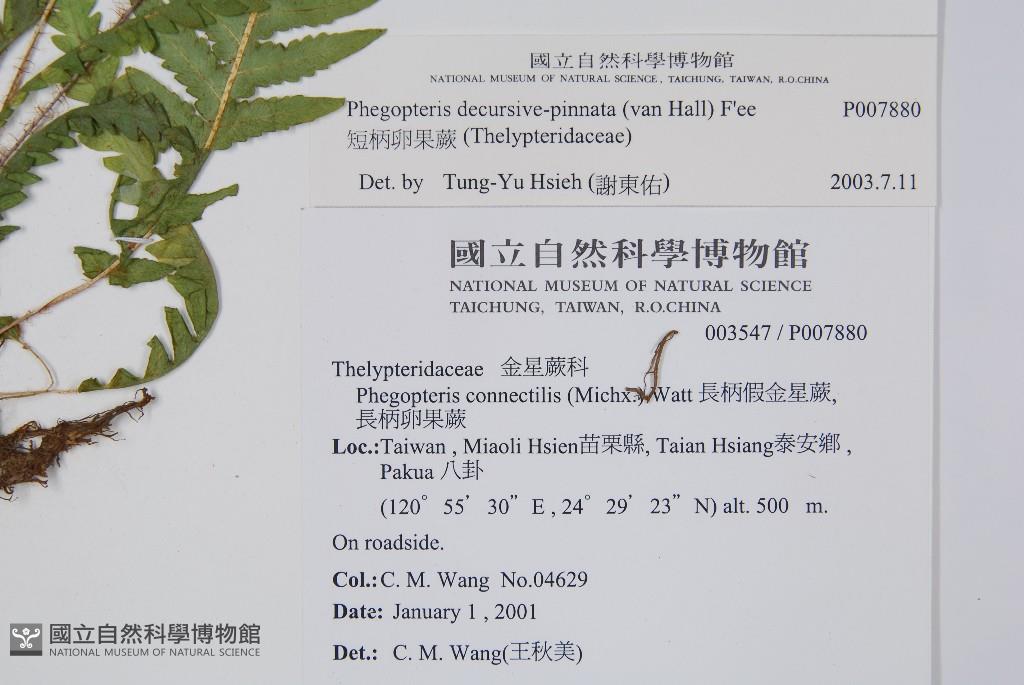 國立自然科學博物館
NATIONAL MUSEUM OF NATURAL SCIENCE, TAICHUNG, TAIWAN, R.O.CHINA
Phegopteris decursive-pinnata (van Hall) F'ee P007880
短柄卵果蕨 (Thelypteridaceae)
Det. by Tung-Yu Hsieh (謝東佑) 2003.7.11
國立自然科學博物館
NATIONAL MUSEUM OF NATURAL SCIENCE
TAICHUNG, TAIWAN, R.O.CHINA
003547 / P007880
Thelypteridaceae 金星蕨科
Phegopteris connectilis (Michx.) Watt 長柄假金星蕨,
長柄卵果蕨
Loc.:Taiwan , Miaoli Hsien苗栗縣, Taian Hsiang泰安鄉 ,
Pakua 八卦
(120° 55’ 30” E , 24° 29’ 23” N) alt. 500 m.
On roadside.
Col.:C. M. Wang No.04629
Date: January 1 , 2001
Det.: C. M. Wang(王秋美)
國立自然科學博物館
NATIONAL MUSEUM OF NATURAL SCIENCE